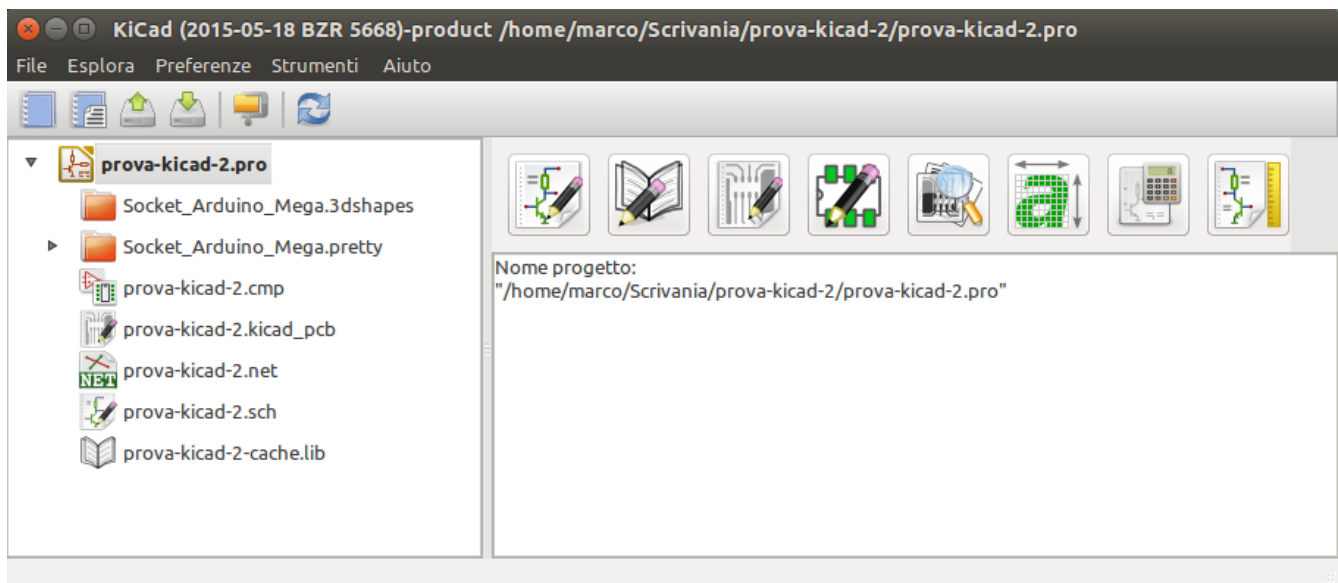 KiCad (2015-05-18 BZR 5668)-product /home/marco/Scrivania/prova-kicad-2/prova-kicad-2.pro
File Esplora Preferenze Strumenti Aiuto
prova-kicad-2.pro
Socket_Arduino_Mega.3dshapes
Socket_Arduino_Mega.pretty
prova-kicad-2.cmp
prova-kicad-2.kicad_pcb
NET prova-kicad-2.net
prova-kicad-2.sch
prova-kicad-2-cache.lib
a
Nome progetto:
"/home/marco/Scrivania/prova-kicad-2/prova-kicad-2.pro"